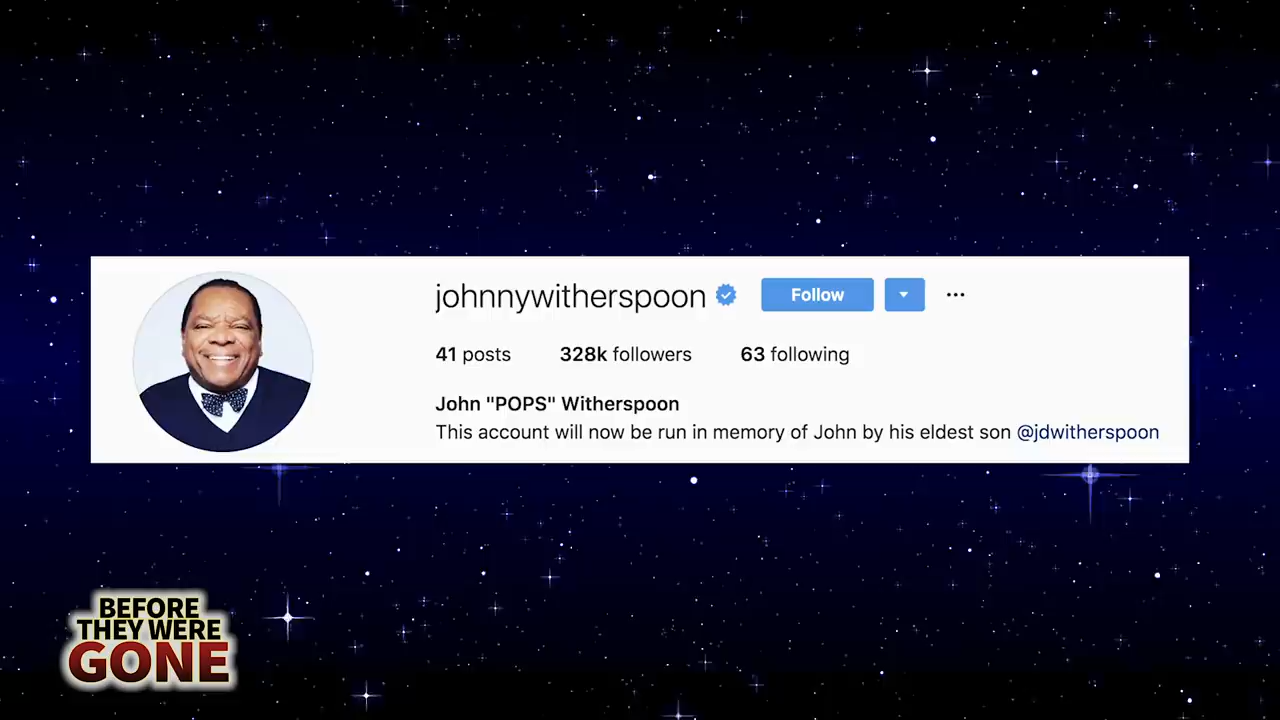 johnnywitherspoon Follow
41 posts 328k followers 63 following
John "POPS" Witherspoon
This account will now be run in memory of John by his eldest son @jdwitherspoon
BEFORE
THEY WERE
GONE